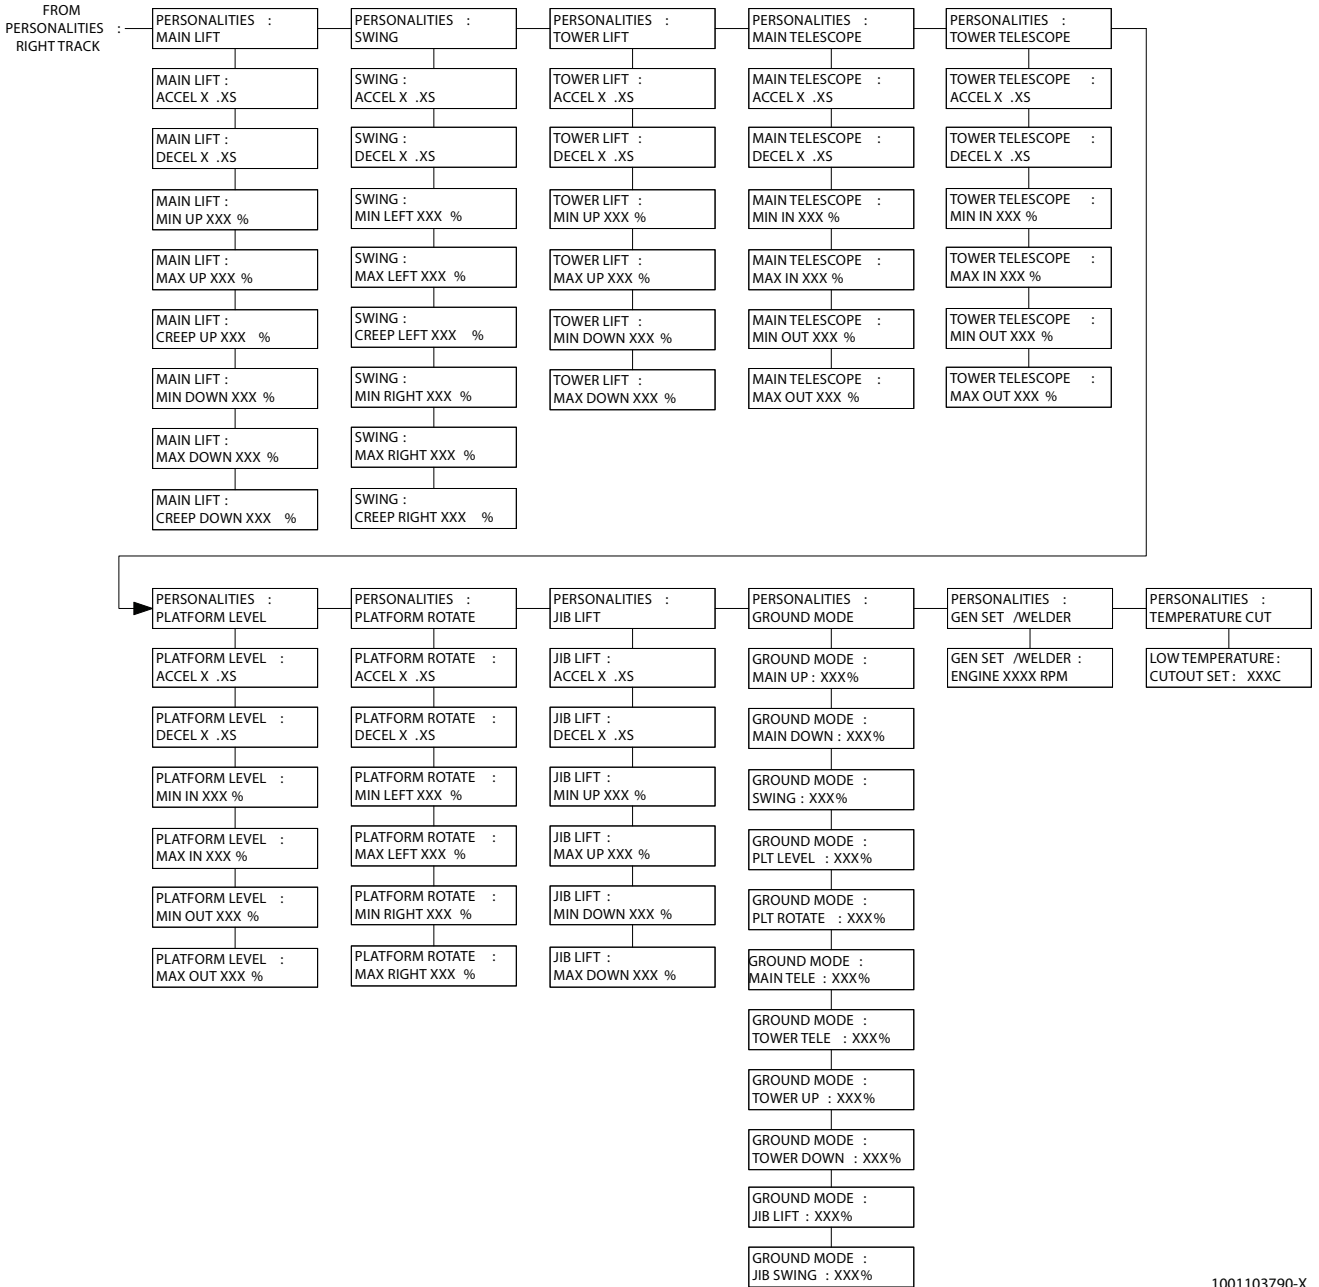 FROM
PERSONALITIES :
RIGHT TRACK
PERSONALITIES :
MAIN LIFT
MAIN LIFT :
ACCEL X .XS
MAIN LIFT :
DECEL X .XS
MAIN LIFT :
MIN UP XXX %
MAIN LIFT :
MAX UP XXX %
MAIN LIFT :
CREEP UP XXX %
MAIN LIFT :
MIN DOWN XXX %
MAIN LIFT :
MAX DOWN XXX %
MAIN LIFT :
CREEP DOWN XXX %
PERSONALITIES :
SWING
SWING :
ACCEL X .XS
SWING :
DECEL X .XS
SWING :
MIN LEFT XXX %
SWING :
MAX LEFT XXX %
SWING :
CREEP LEFT XXX %
SWING :
MIN RIGHT XXX %
SWING :
MAX RIGHT XXX %
SWING :
CREEP RIGHT XXX %
PERSONALITIES :
TOWER LIFT
TOWER LIFT :
ACCEL X .XS
TOWER LIFT :
DECEL X .XS
TOWER LIFT :
MIN UP XXX %
TOWER LIFT :
MAX UP XXX %
TOWER LIFT :
MIN DOWN XXX %
TOWER LIFT :
MAX DOWN XXX %
PERSONALITIES :
MAIN TELESCOPE
MAIN TELESCOPE :
ACCEL X .XS
MAIN TELESCOPE :
DECEL X .XS
MAIN TELESCOPE :
MIN IN XXX %
MAIN TELESCOPE :
MAX IN XXX %
MAIN TELESCOPE :
MIN OUT XXX %
MAIN TELESCOPE :
MAX OUT XXX %
PERSONALITIES :
TOWER TELESCOPE
TOWER TELESCOPE :
ACCEL X .XS
TOWER TELESCOPE :
DECEL X .XS
TOWER TELESCOPE :
MIN IN XXX %
TOWER TELESCOPE :
MAX IN XXX %
TOWER TELESCOPE :
MIN OUT XXX %
TOWER TELESCOPE :
MAX OUT XXX %
PERSONALITIES :
PLATFORM LEVEL
PLATFORM LEVEL :
ACCEL X .XS
PLATFORM LEVEL :
DECEL X .XS
PLATFORM LEVEL :
MIN IN XXX %
PLATFORM LEVEL :
MAX IN XXX %
PLATFORM LEVEL :
MIN OUT XXX %
PLATFORM LEVEL :
MAX OUT XXX %
PERSONALITIES :
PLATFORM ROTATE
PLATFORM ROTATE :
ACCEL X .XS
PLATFORM ROTATE :
DECEL X .XS
PLATFORM ROTATE :
MIN LEFT XXX %
PLATFORM ROTATE :
MAX LEFT XXX %
PLATFORM ROTATE :
MIN RIGHT XXX %
PLATFORM ROTATE :
MAX RIGHT XXX %
PERSONALITIES :
JIB LIFT
JIB LIFT :
ACCEL X .XS
JIB LIFT :
DECEL X .XS
JIB LIFT :
MIN UP XXX %
JIB LIFT :
MAX UP XXX %
JIB LIFT :
MIN DOWN XXX %
JIB LIFT :
MAX DOWN XXX %
PERSONALITIES :
GROUND MODE
GROUND MODE :
MAIN UP : XXX%
GROUND MODE :
MAIN DOWN : XXX%
GROUND MODE :
SWING : XXX%
GROUND MODE :
PLT LEVEL : XXX%
GROUND MODE :
PLT ROTATE : XXX%
GROUND MODE :
MAIN TELE : XXX%
GROUND MODE :
TOWER TELE : XXX%
GROUND MODE :
TOWER UP : XXX%
GROUND MODE :
TOWER DOWN : XXX%
GROUND MODE :
JIB LIFT : XXX%
GROUND MODE :
JIB SWING : XXX%
PERSONALITIES :
GEN SET /WELDER
GEN SET /WELDER :
ENGINE XXXX RPM
PERSONALITIES :
TEMPERATURE CUT
LOW TEMPERATURE :
CUTOUT SET : XXXC
1001103790-X